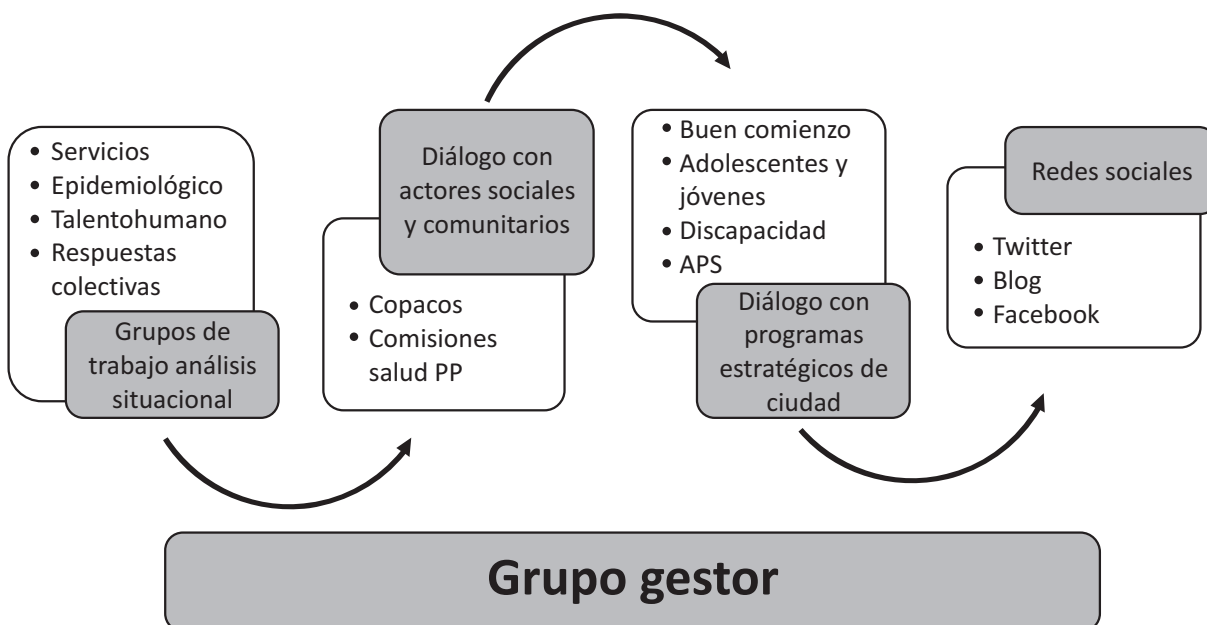 • Servicios
• Epidemiológico
• Talentohumano
• Respuestas
colectivas
Grupos de
trabajo análisis
situacional
Diálogo con
actores sociales
y comunitarios
• Copacos
• Comisiones
salud PP
• Buen comienzo
• Adolescentes y
jóvenes
• Discapacidad
• APS
Diálogo con
programas
estratégicos de
ciudad
Redes sociales
• Twitter
• Blog
• Facebook
Grupo gestor